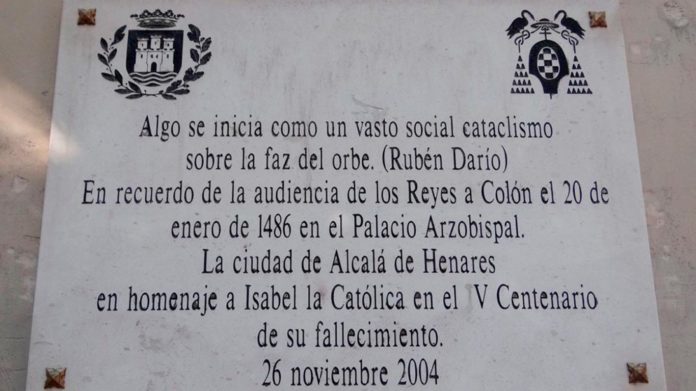 Algo se inicia como un vasto social cataclismo
sobre la faz del orbe. (Rubén Darío)
En recuerdo de la audiencia de los Reyes a Colón el 20 de
enero de 1486 en el Palacio Arzobispal.
La ciudad de Alcalá de Henares
en homenaje a Isabel la Católica en el V Centenario
de su fallecimiento.
26 noviembre 2004